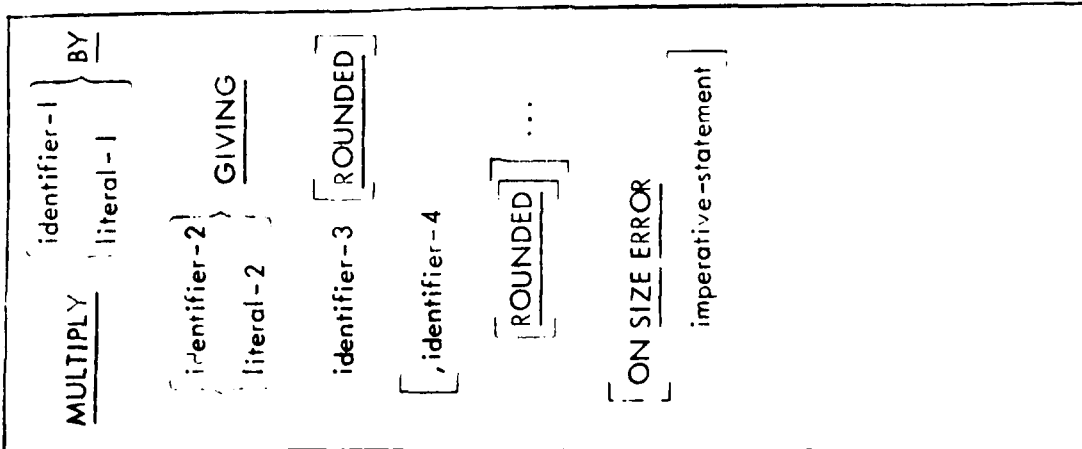 MULTIPLY { identifier-1 } BY
literal-1
{ identifier-2 } GIVING
literal-2
identifier-3 [ROUNDED]
[,identifier-4
[ROUNDED] ] ...
[ON SIZE ERROR
imperative-statement]